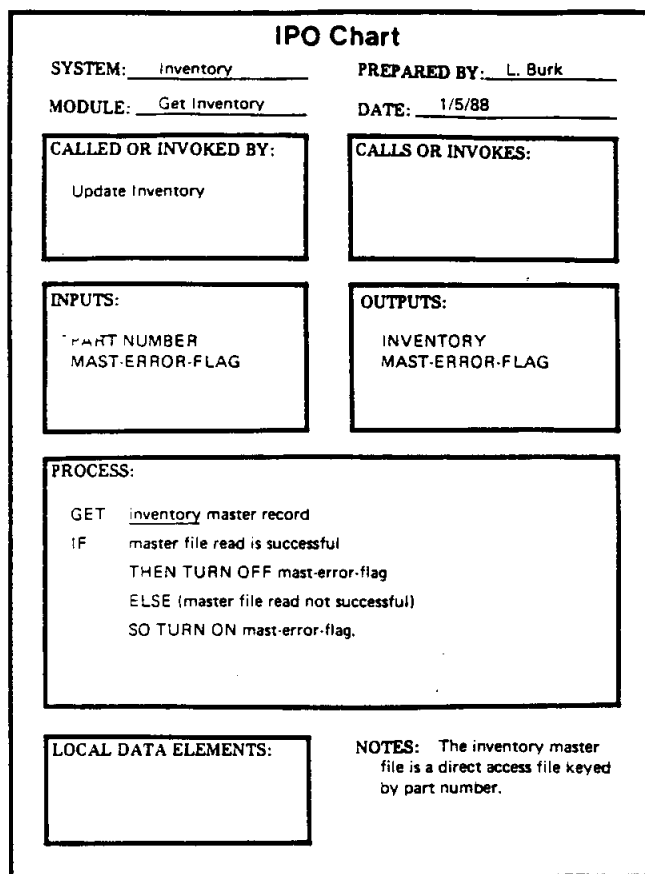 IPO Chart
SYSTEM: Inventory
PREPARED BY: L. Burk
MODULE: Get Inventory
DATE: 1/5/88
CALLED OR INVOKED BY:
Update Inventory
CALLS OR INVOKES:
INPUTS:
PART NUMBER
MAST-ERROR-FLAG
OUTPUTS:
INVENTORY
MAST-ERROR-FLAG
PROCESS:
GET inventory master record
IF master file read is successful
THEN TURN OFF mast-error-flag
ELSE (master file read not successful)
SO TURN ON mast-error-flag.
LOCAL DATA ELEMENTS:
NOTES: The inventory master
file is a direct access file keyed
by part number.